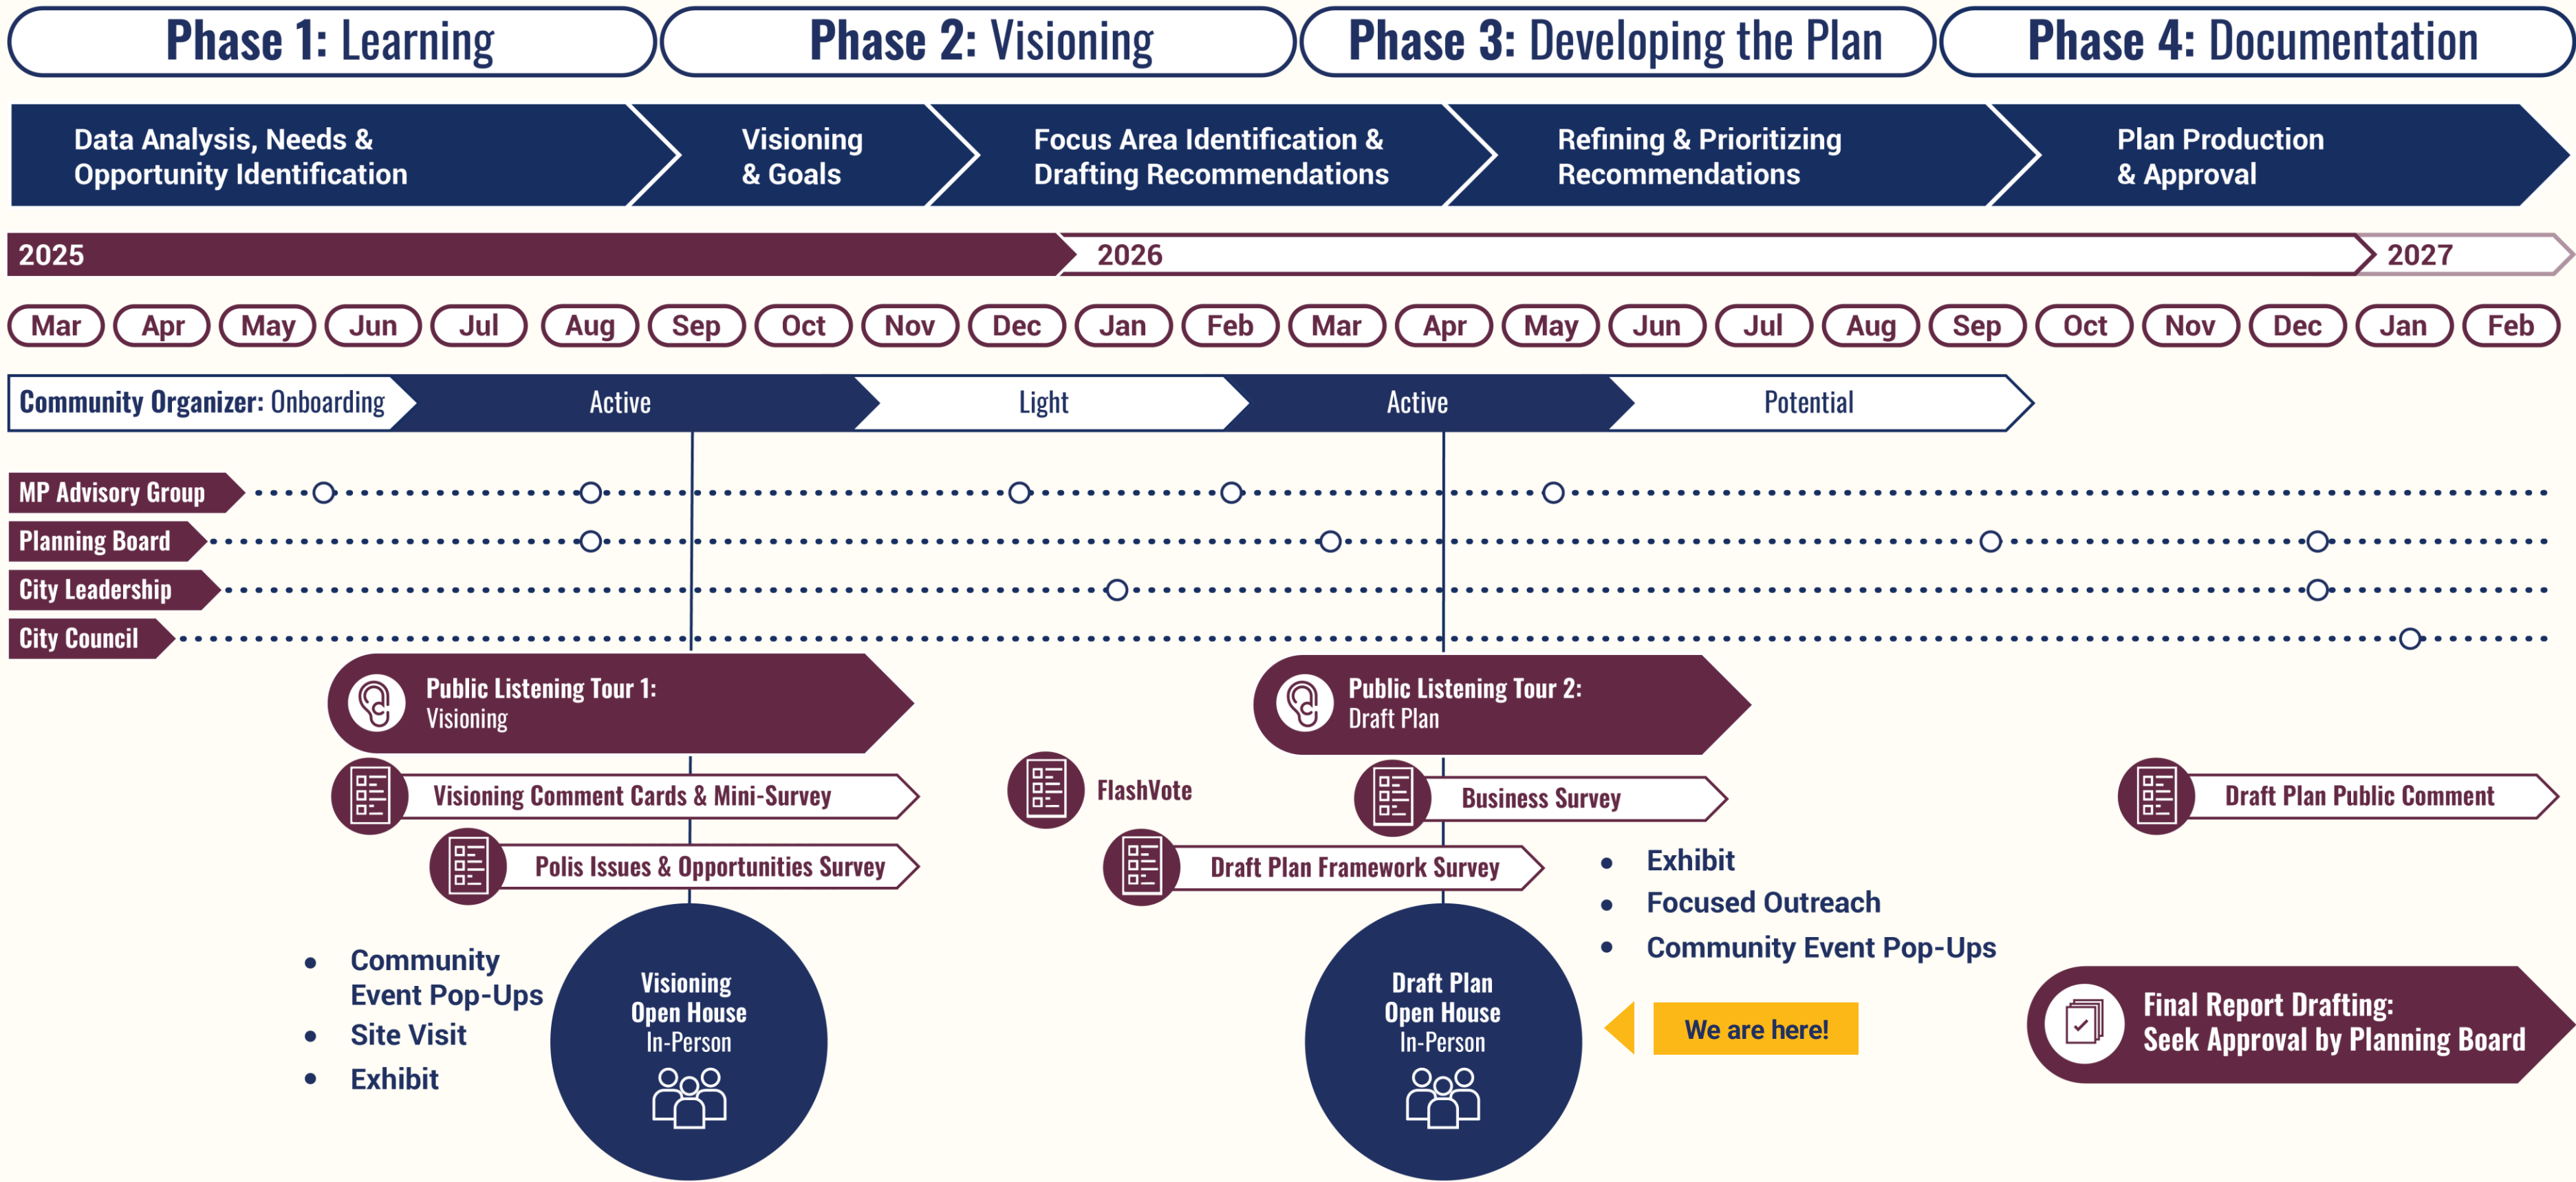 Phase 1: Learning
Phase 2: Visioning
Phase 3: Developing the Plan
Phase 4: Documentation
Data Analysis, Needs &
Opportunity Identification
Visioning
& Goals
Focus Area Identification &
Drafting Recommendations
Refining & Prioritizing
Recommendations
Plan Production
& Approval
2025
2026
2027
Mar
Apr
May
Jun
Jul
Aug
Sep
Oct
Nov
Dec
Jan
Feb
Mar
Apr
May
Jun
Jul
Aug
Sep
Oct
Nov
Dec
Jan
Feb
Community Organizer: Onboarding
Active
Light
Active
Potential
MP Advisory Group
Planning Board
City Leadership
City Council
Public Listening Tour 1:
Visioning
Public Listening Tour 2:
Draft Plan
Visioning Comment Cards & Mini-Survey
FlashVote
Business Survey
Draft Plan Public Comment
Polis Issues & Opportunities Survey
Draft Plan Framework Survey
• Exhibit
• Focused Outreach
• Community Event Pop-Ups
• Community
Event Pop-Ups
• Site Visit
• Exhibit
Visioning
Open House
In-Person
Draft Plan
Open House
In-Person
We are here!
Final Report Drafting:
Seek Approval by Planning Board